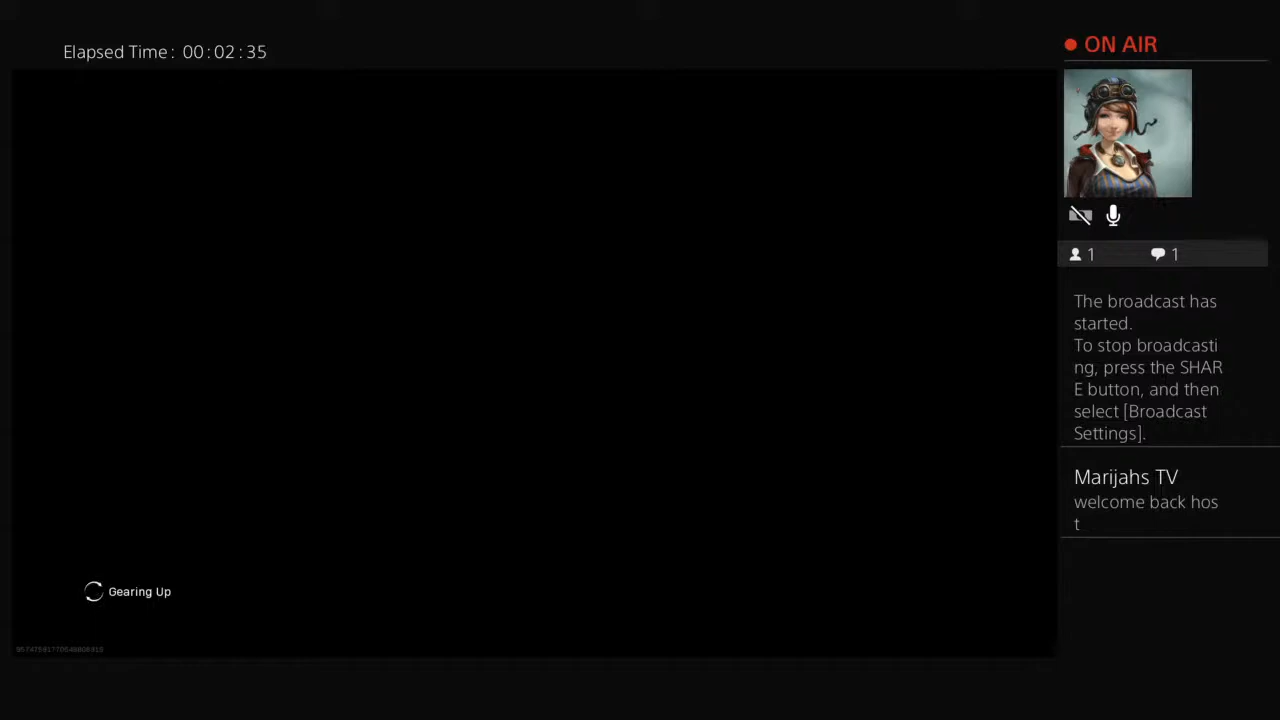 Elapsed Time: 00:02:35
ON AIR
1 1
The broadcast has
started.
To stop broadcasti
ng, press the SHAR
E button, and then
select [Broadcast
Settings].
Marijahs TV
welcome back hos
t
Gearing Up